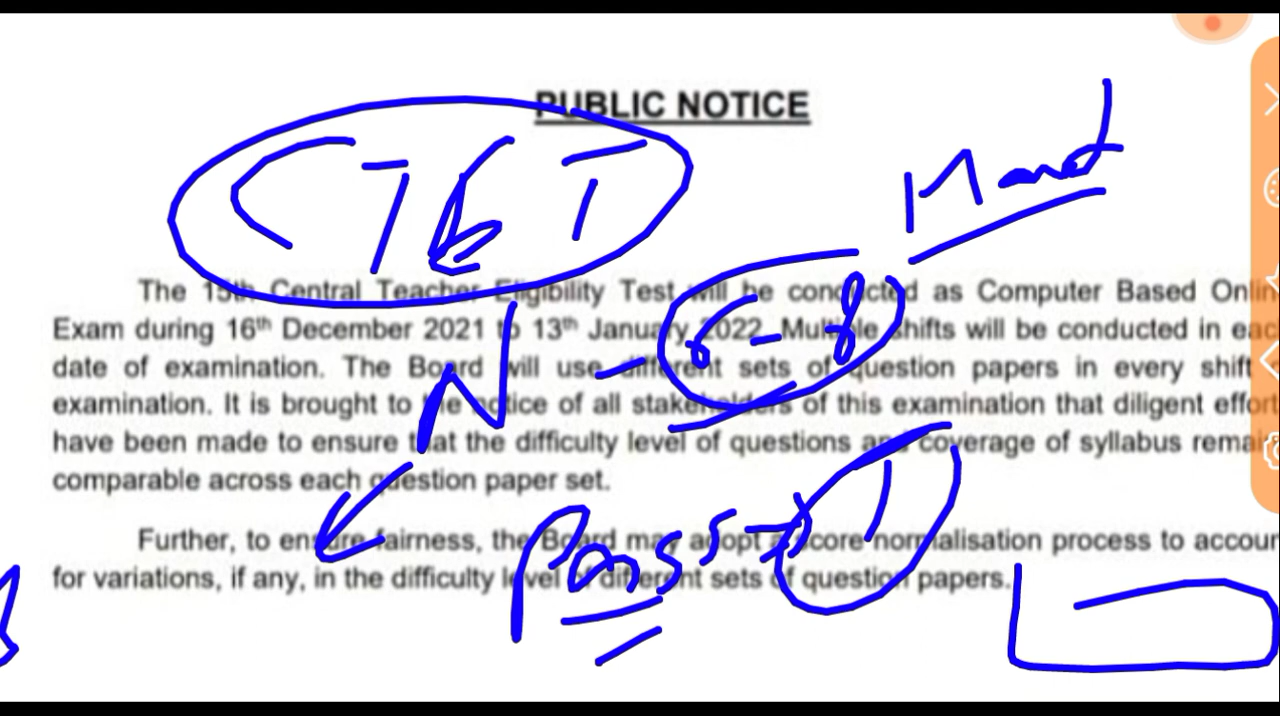 PUBLIC NOTICE
CTET
The 15th Central Teacher Eligibility Test will be conducted as Computer Based Onlin
Exam during 16th December 2021 to 13th January, 2022. Multiple shifts will be conducted in eac
N - 6-8
date of examination. The Board will use different sets of question papers in every shift
examination. It is brought to the notice of all stakeholders of this examination that diligent effort
have been made to ensure that the difficulty level of questions and coverage of syllabus remai
comparable across each question paper set.
Pass
Further, to ensure fairness, the Board may adopt a score normalisation process to accoun
for variations, if any, in the difficulty level of different sets of question papers.